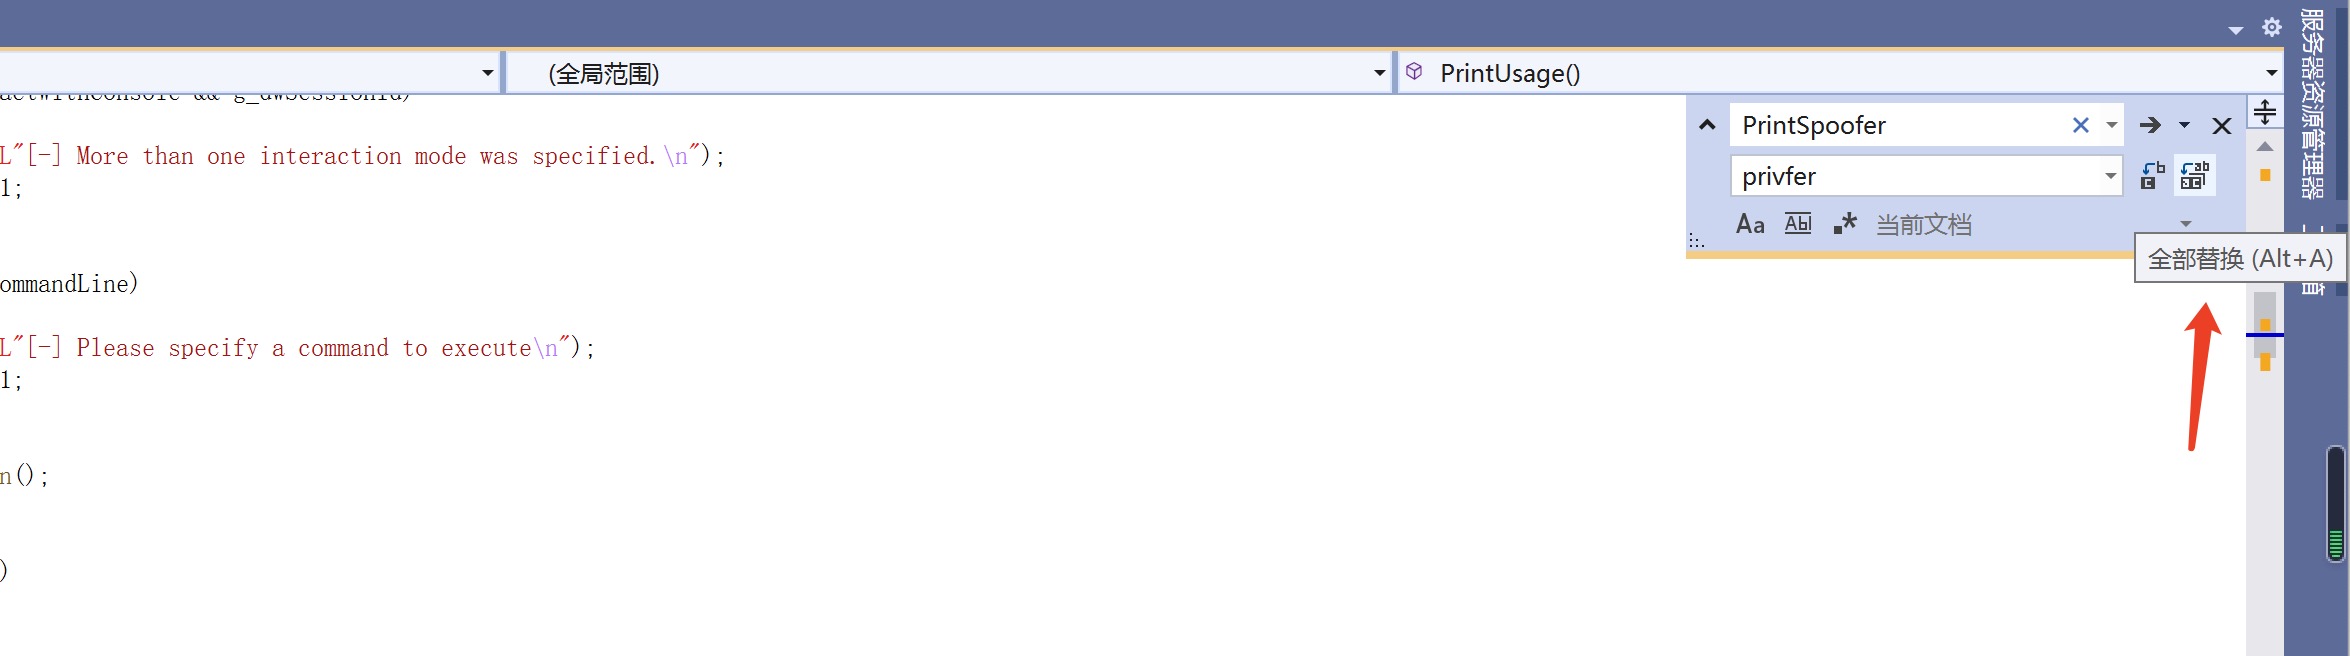 (全局范围)
PrintUsage()
L"[-] More than one interaction mode was specified.\n");
1;
ommandLine)
L"[-] Please specify a command to execute\n");
1;
n();
)
PrintSpoofer
privfer
Aa Abl .* 当前文档
全部替换 (Alt+A)
服务器资源管理器